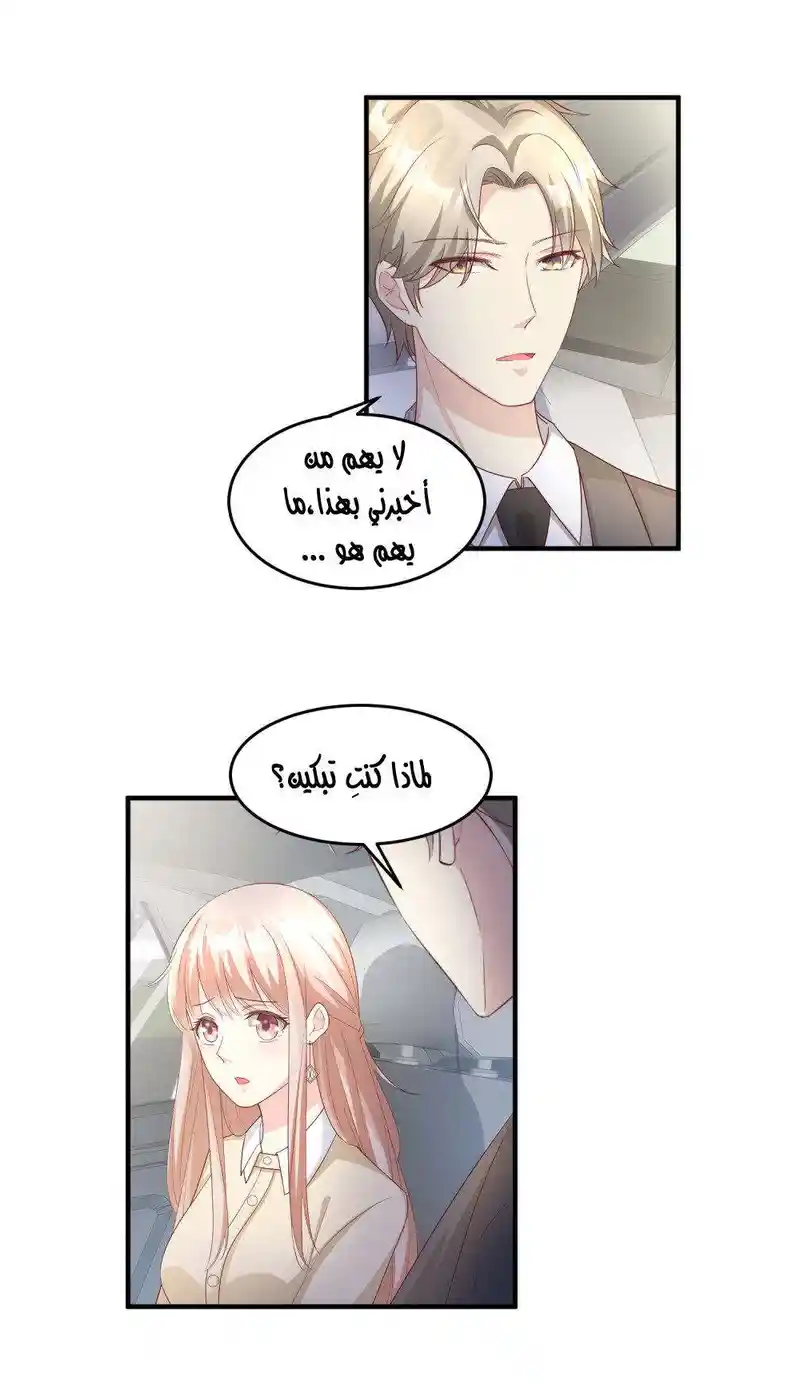 لا يهم من
أخبرني بهذا،ما
يهم هو ...
لماذا كنتِ تبكين؟